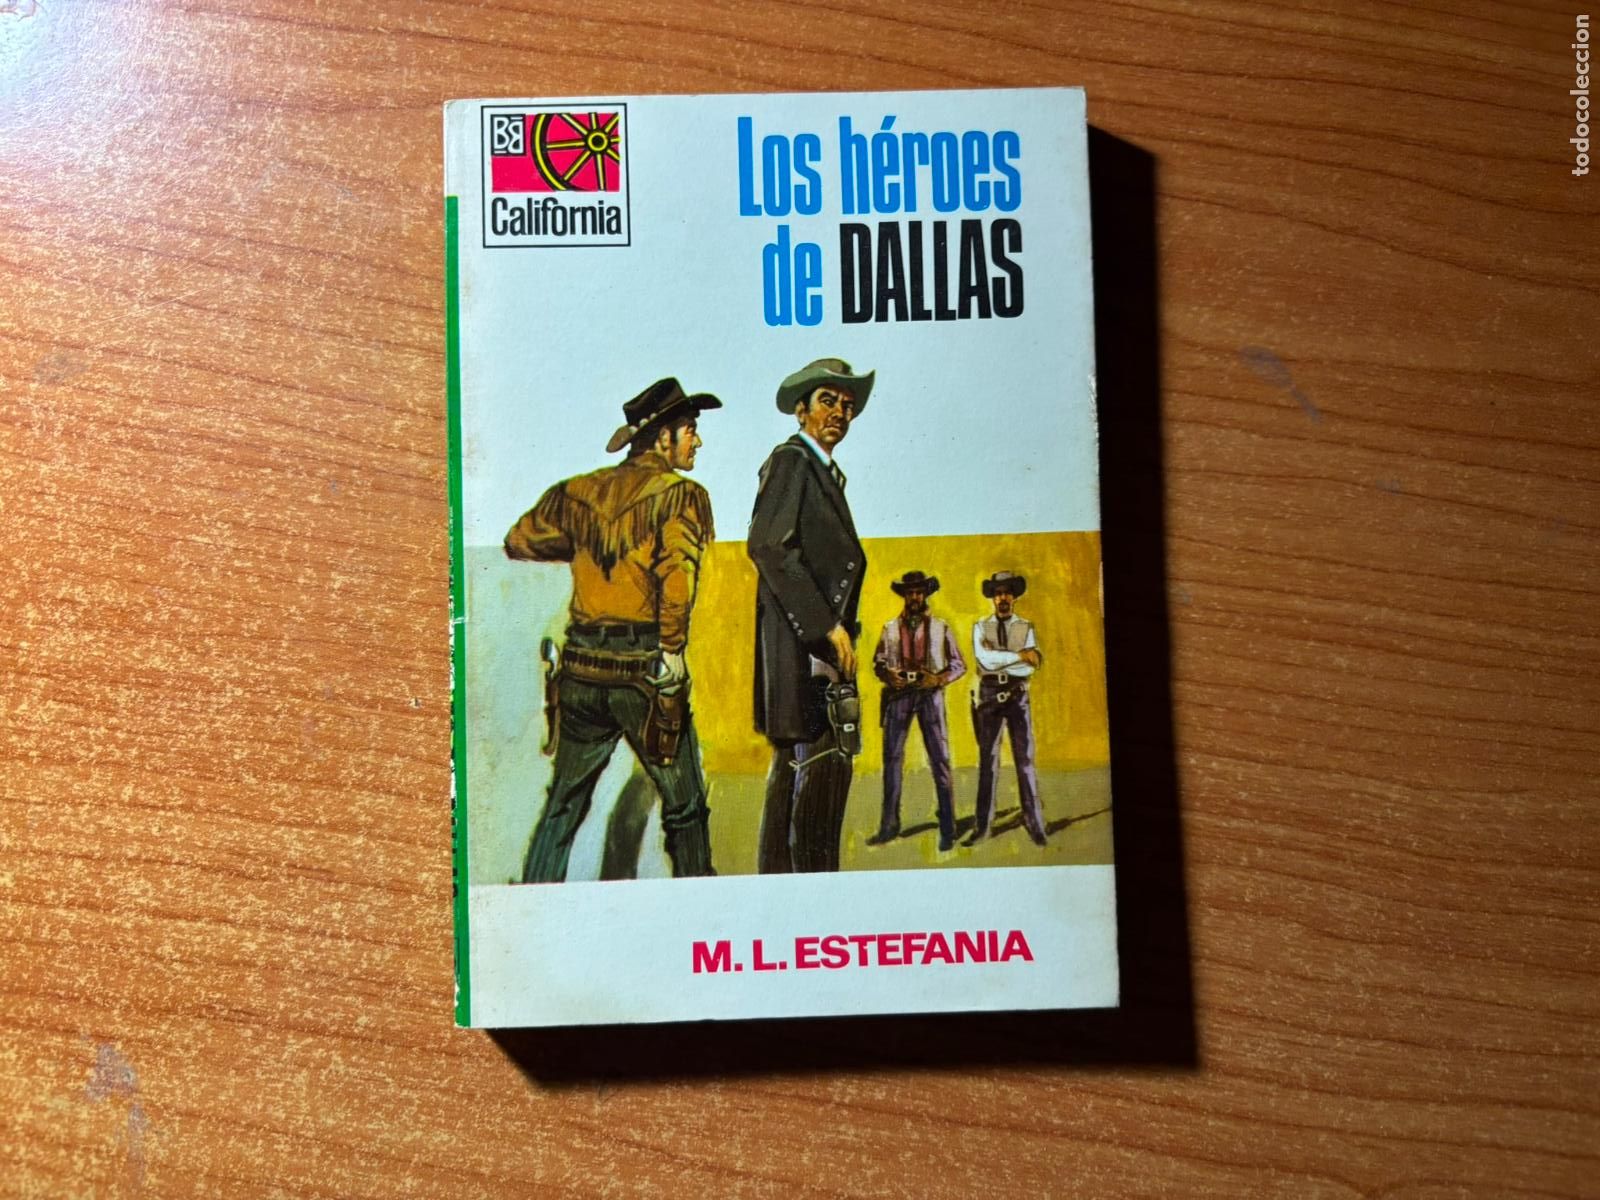 BB
California
Los héroes
de DALLAS
M. L. ESTEFANIA
todocoleccion